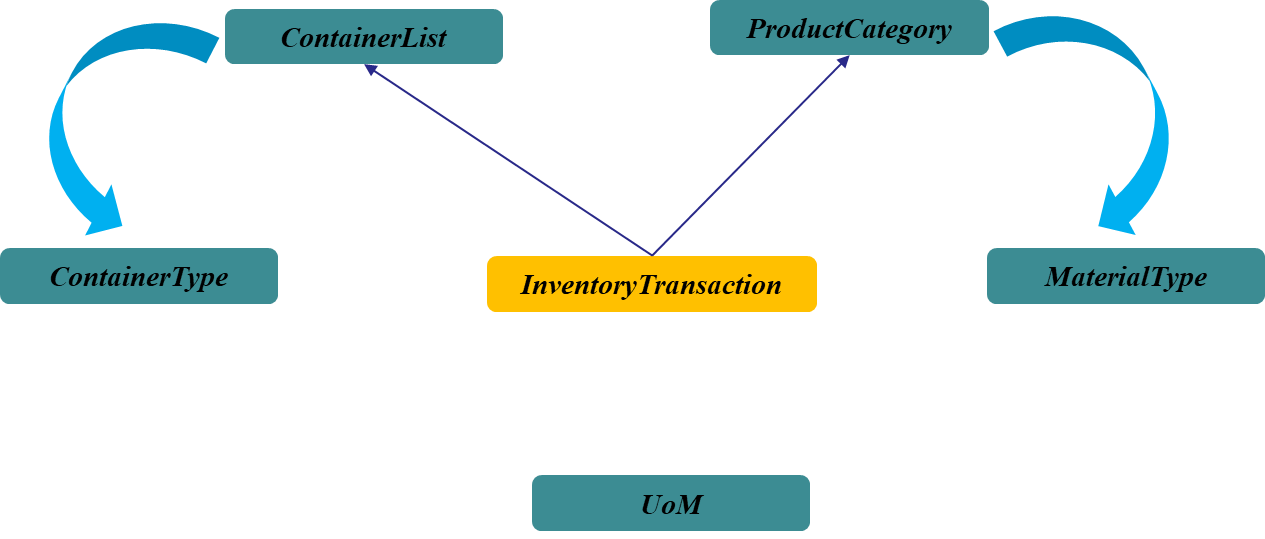 ContainerList
ProductCategory
ContainerType
InventoryTransaction
MaterialType
UoM